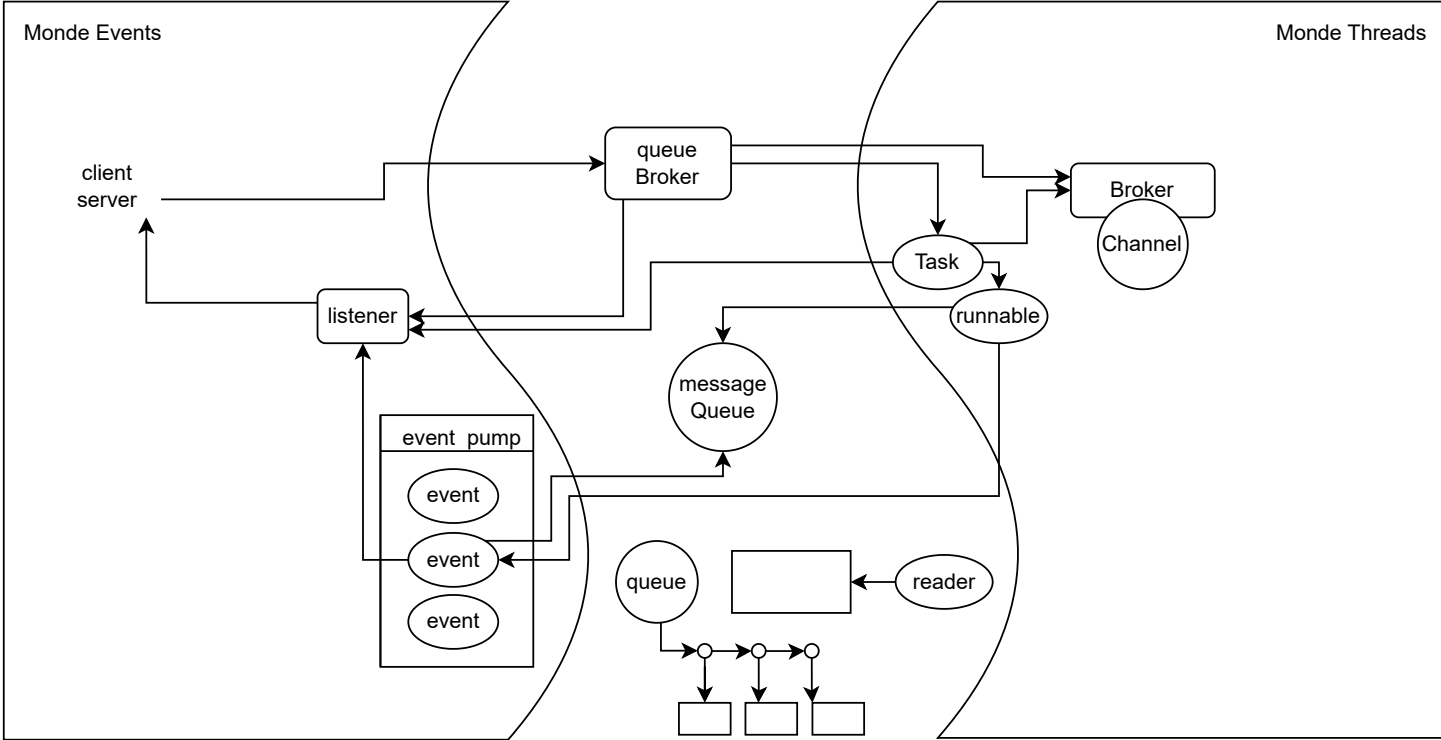 Monde Events
Monde Threads
client
server
queue
Broker
Broker
Channel
Task
listener
runnable
message
Queue
event pump
event
event
event
queue
reader